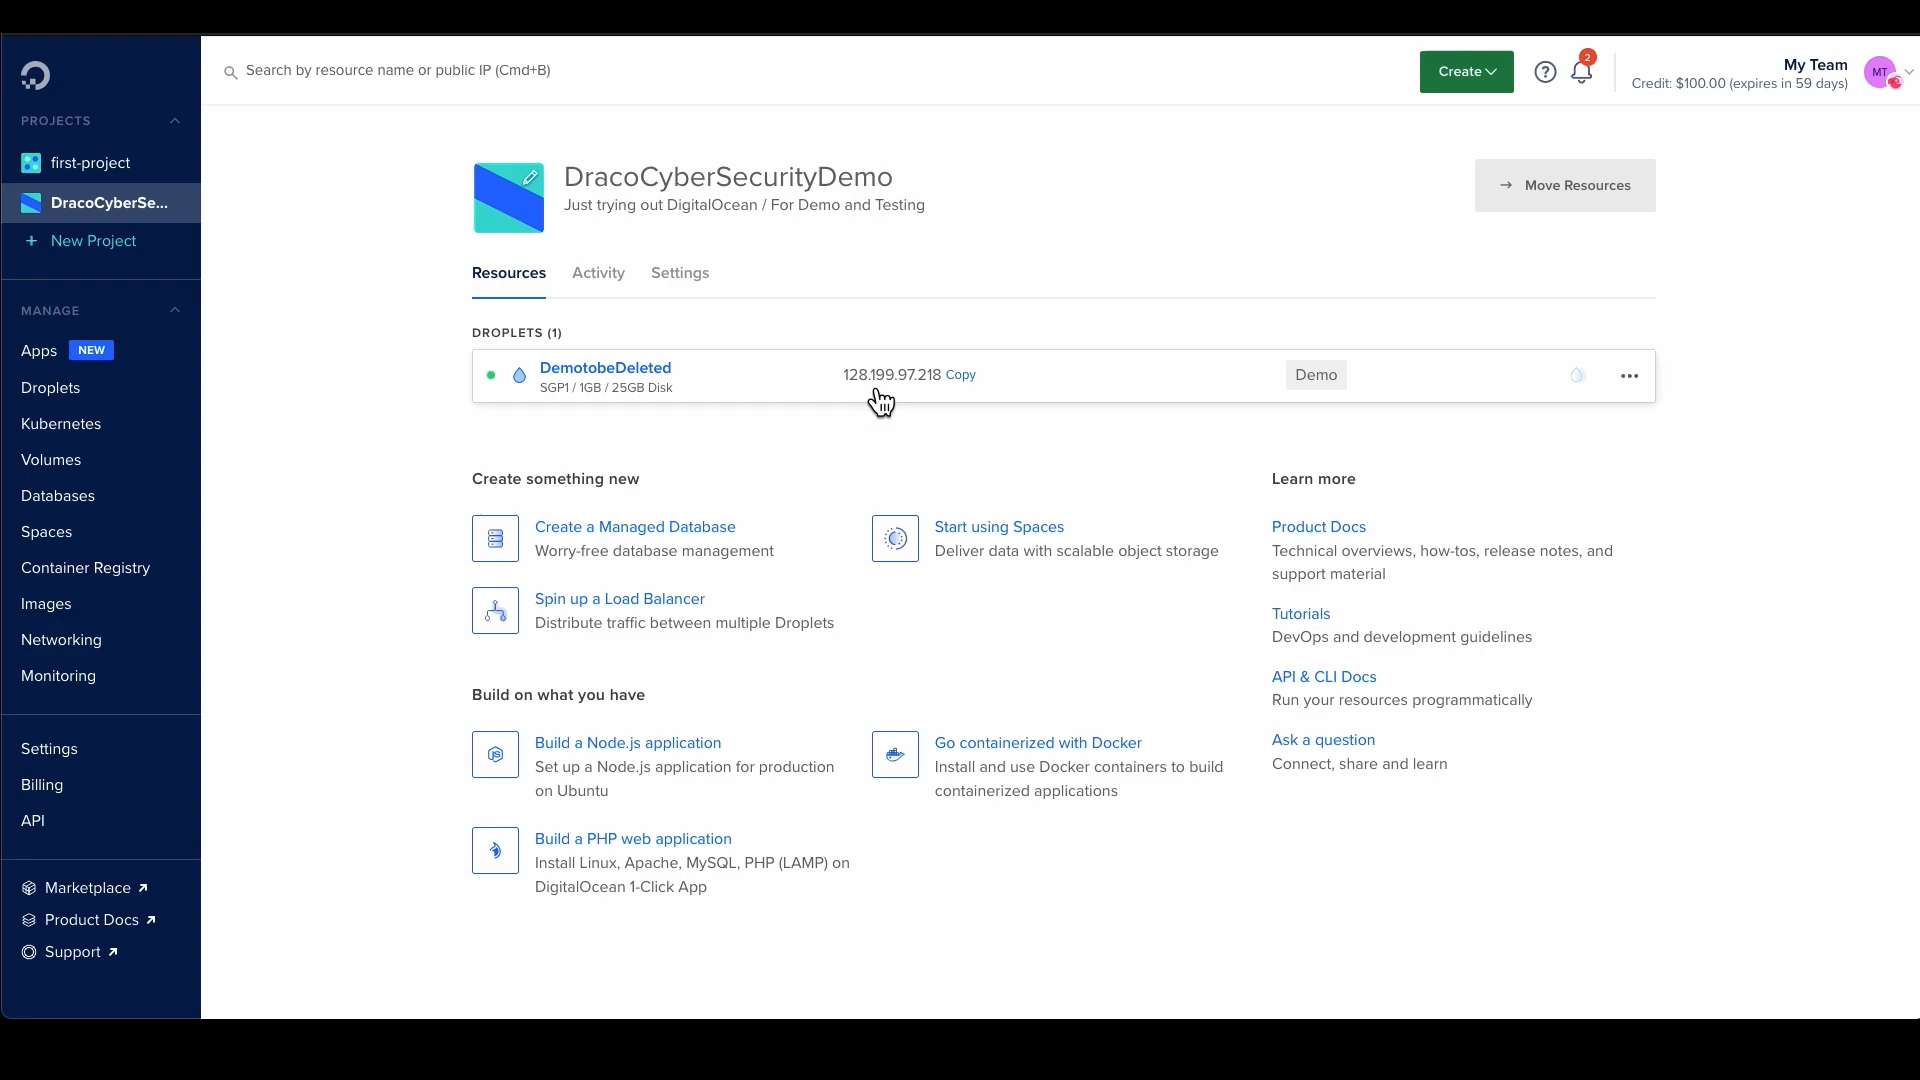 Search by resource name or public IP (Cmd+B)
Create
2
My Team
Credit: $100.00 (expires in 59 days)
MT
PROJECTS
first-project
DracoCyberSe...
+ New Project
MANAGE
Apps NEW
Droplets
Kubernetes
Volumes
Databases
Spaces
Container Registry
Images
Networking
Monitoring
Settings
Billing
API
Marketplace
Product Docs
Support
DracoCyberSecurityDemo
Just trying out DigitalOcean / For Demo and Testing
→ Move Resources
Resources Activity Settings
DROPLETS (1)
DemotobeDeleted
SGP1 / 1GB / 25GB Disk
128.199.97.218 Copy
Demo
Create something new
Create a Managed Database
Worry-free database management
Start using Spaces
Deliver data with scalable object storage
Spin up a Load Balancer
Distribute traffic between multiple Droplets
Build on what you have
Build a Node.js application
Set up a Node.js application for production
on Ubuntu
Go containerized with Docker
Install and use Docker containers to build
containerized applications
Build a PHP web application
Install Linux, Apache, MySQL, PHP (LAMP) on
DigitalOcean 1-Click App
Learn more
Product Docs
Technical overviews, how-tos, release notes, and
support material
Tutorials
DevOps and development guidelines
API & CLI Docs
Run your resources programmatically
Ask a question
Connect, share and learn